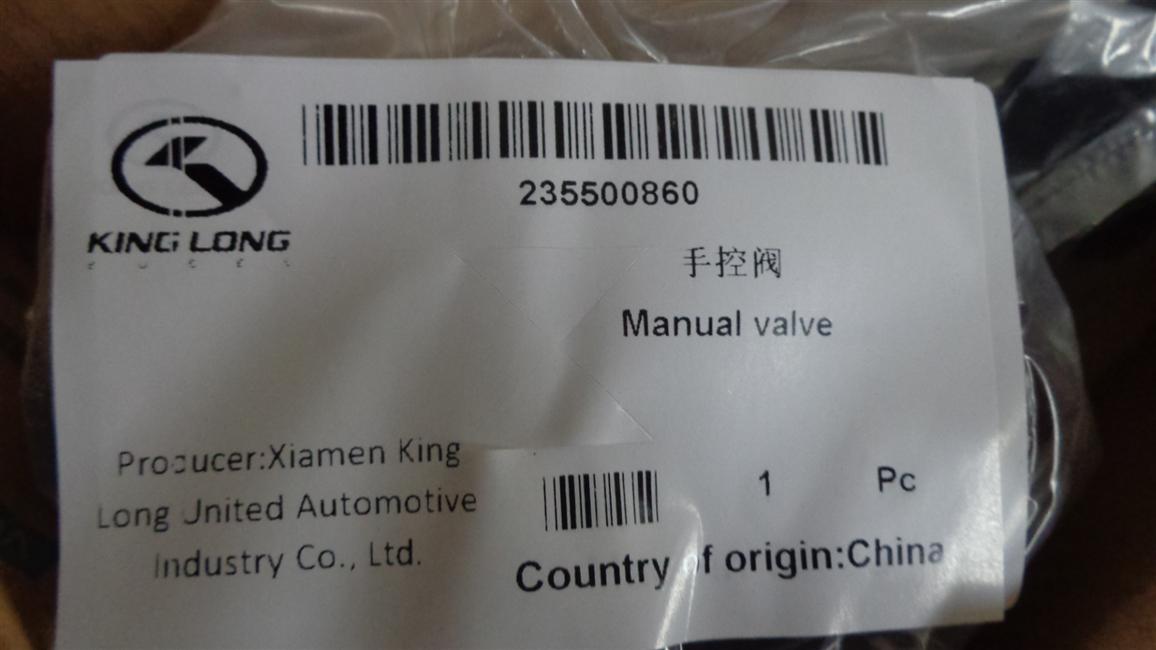 KING LONG
235500860
手控阀
Manual valve
Producer:Xiamen King
Long United Automotive
Industry Co., Ltd.
1 Pc
Country of origin:China